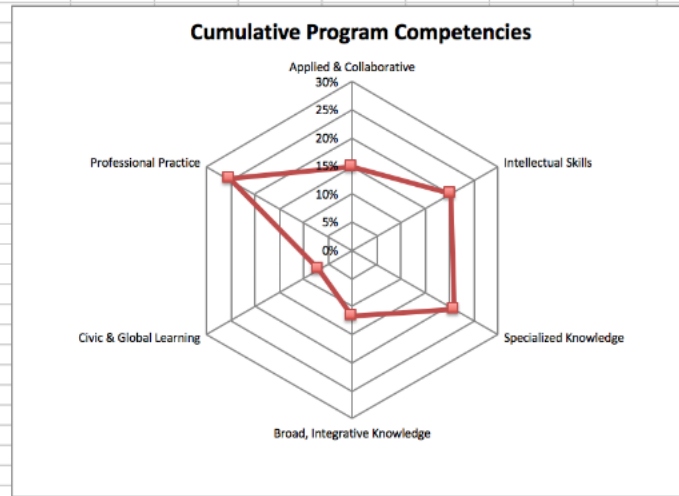 Cumulative Program Competencies
Applied & Collaborative
30%
25%
20%
15%
10%
5%
0%
Professional Practice
Intellectual Skills
Civic & Global Learning
Specialized Knowledge
Broad, Integrative Knowledge